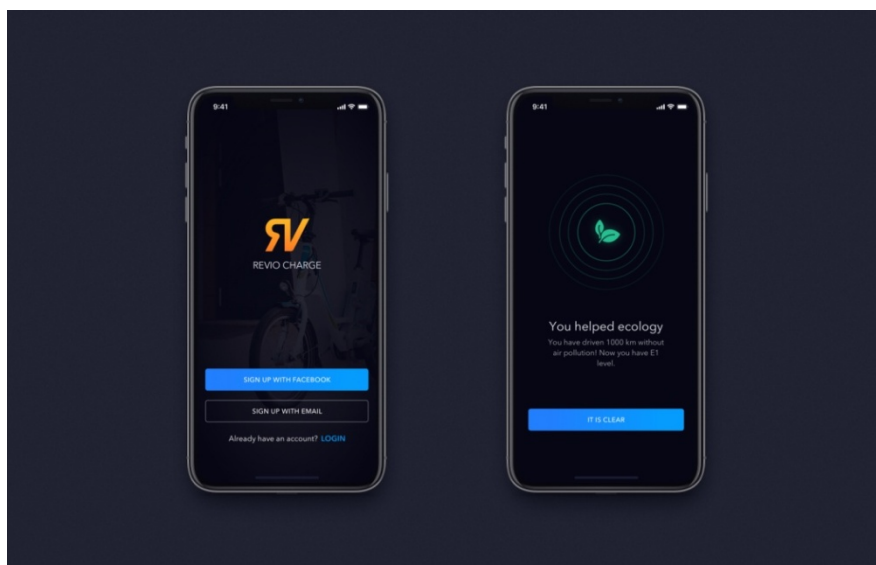 9:41
RV
REVIO CHARGE
SIGN UP WITH FACEBOOK
SIGN UP WITH EMAIL
Already have an account? LOGIN
9:41
You helped ecology
You have driven 1000 km without
air pollution! Now you have E1
level.
IT IS CLEAR